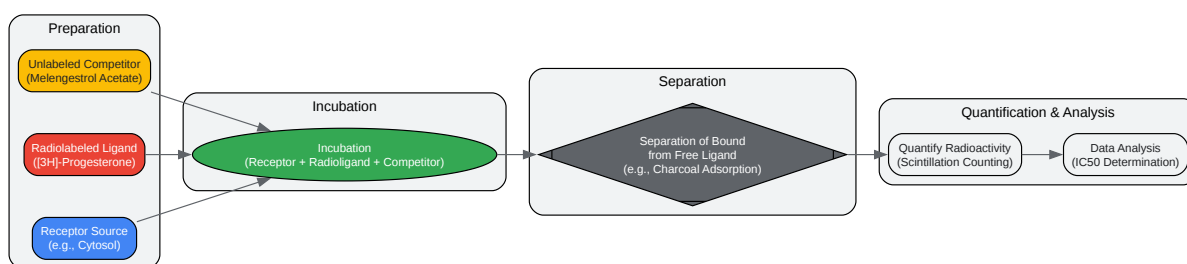 Preparation
Unlabeled Competitor
(Melengestrol Acetate)
Radiolabeled Ligand
([3H]-Progesterone)
Receptor Source
(e.g., Cytosol)
Incubation
Incubation
(Receptor + Radioligand + Competitor)
Separation
Separation of Bound
from Free Ligand
(e.g., Charcoal Adsorption)
Quantification & Analysis
Quantify Radioactivity
(Scintillation Counting)
Data Analysis
(IC50 Determination)